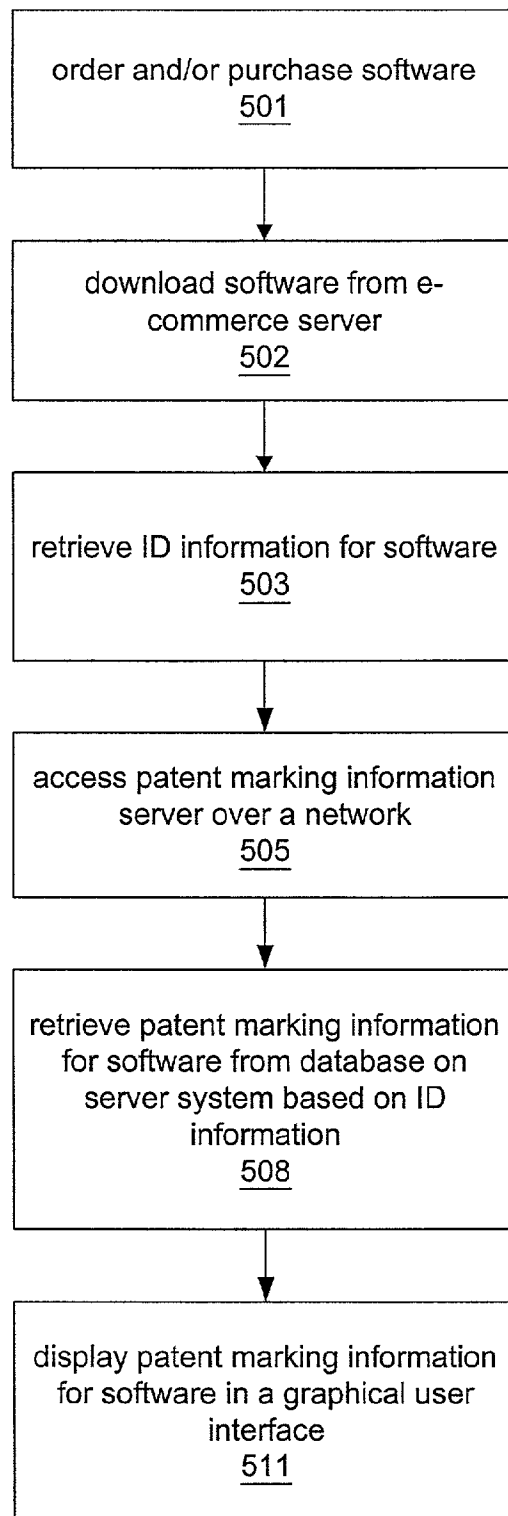 order and/or purchase software
501
download software from e-
commerce server
502
retrieve ID information for software
503
access patent marking information
server over a network
505
retrieve patent marking information
for software from database on
server system based on ID
information
508
display patent marking information
for software in a graphical user
interface
511